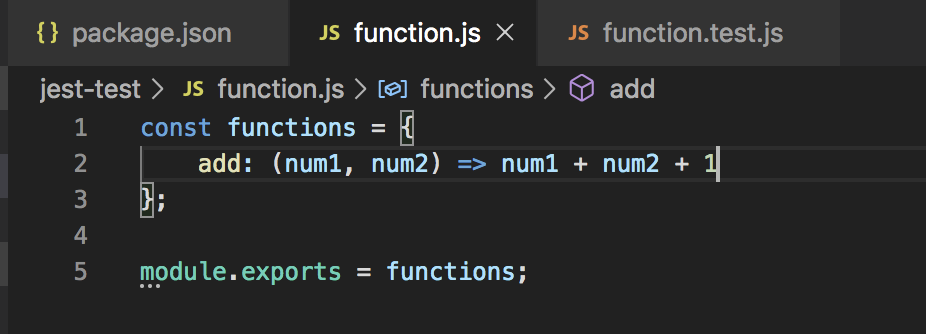 {} package.json JS function.js × JS function.test.js
jest-test > JS function.js > functions > add
1 const functions = {
2 add: (num1, num2) => num1 + num2 + 1
3 };
4
5 module.exports = functions;